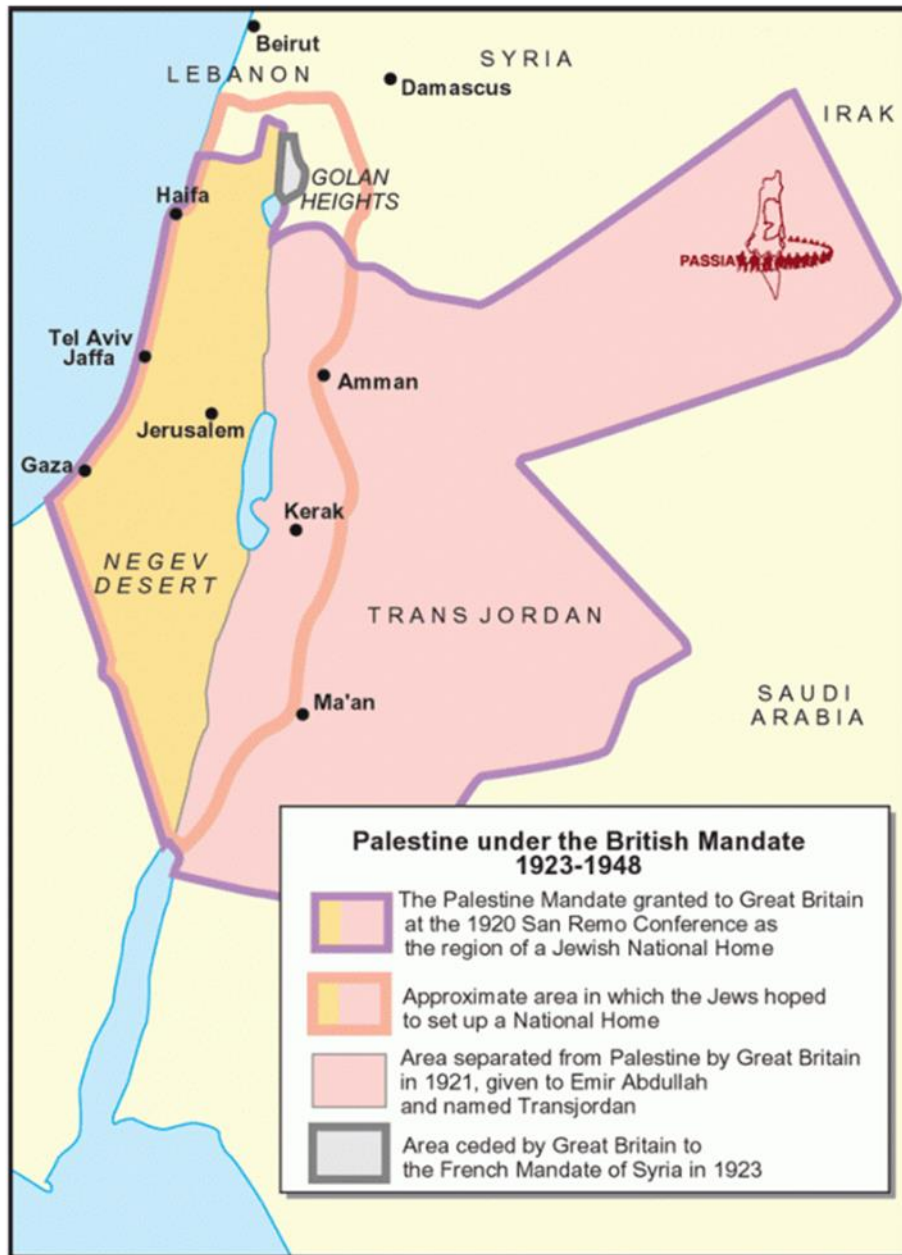 Beirut
SYRIA
LEBANON
Damascus
IRAK
GOLAN
HEIGHTS
Haifa
PASSIA
Tel Aviv
Jaffa
Amman
Jerusalem
Gaza
Kerak
NEGEV
DESERT
TRANS JORDAN
Ma'an
SAUDI
ARABIA
Palestine under the British Mandate
1923-1948
The Palestine Mandate granted to Great Britain
at the 1920 San Remo Conference as
the region of a Jewish National Home
Approximate area in which the Jews hoped
to set up a National Home
Area separated from Palestine by Great Britain
in 1921, given to Emir Abdullah
and named Transjordan
Area ceded by Great Britain to
the French Mandate of Syria in 1923